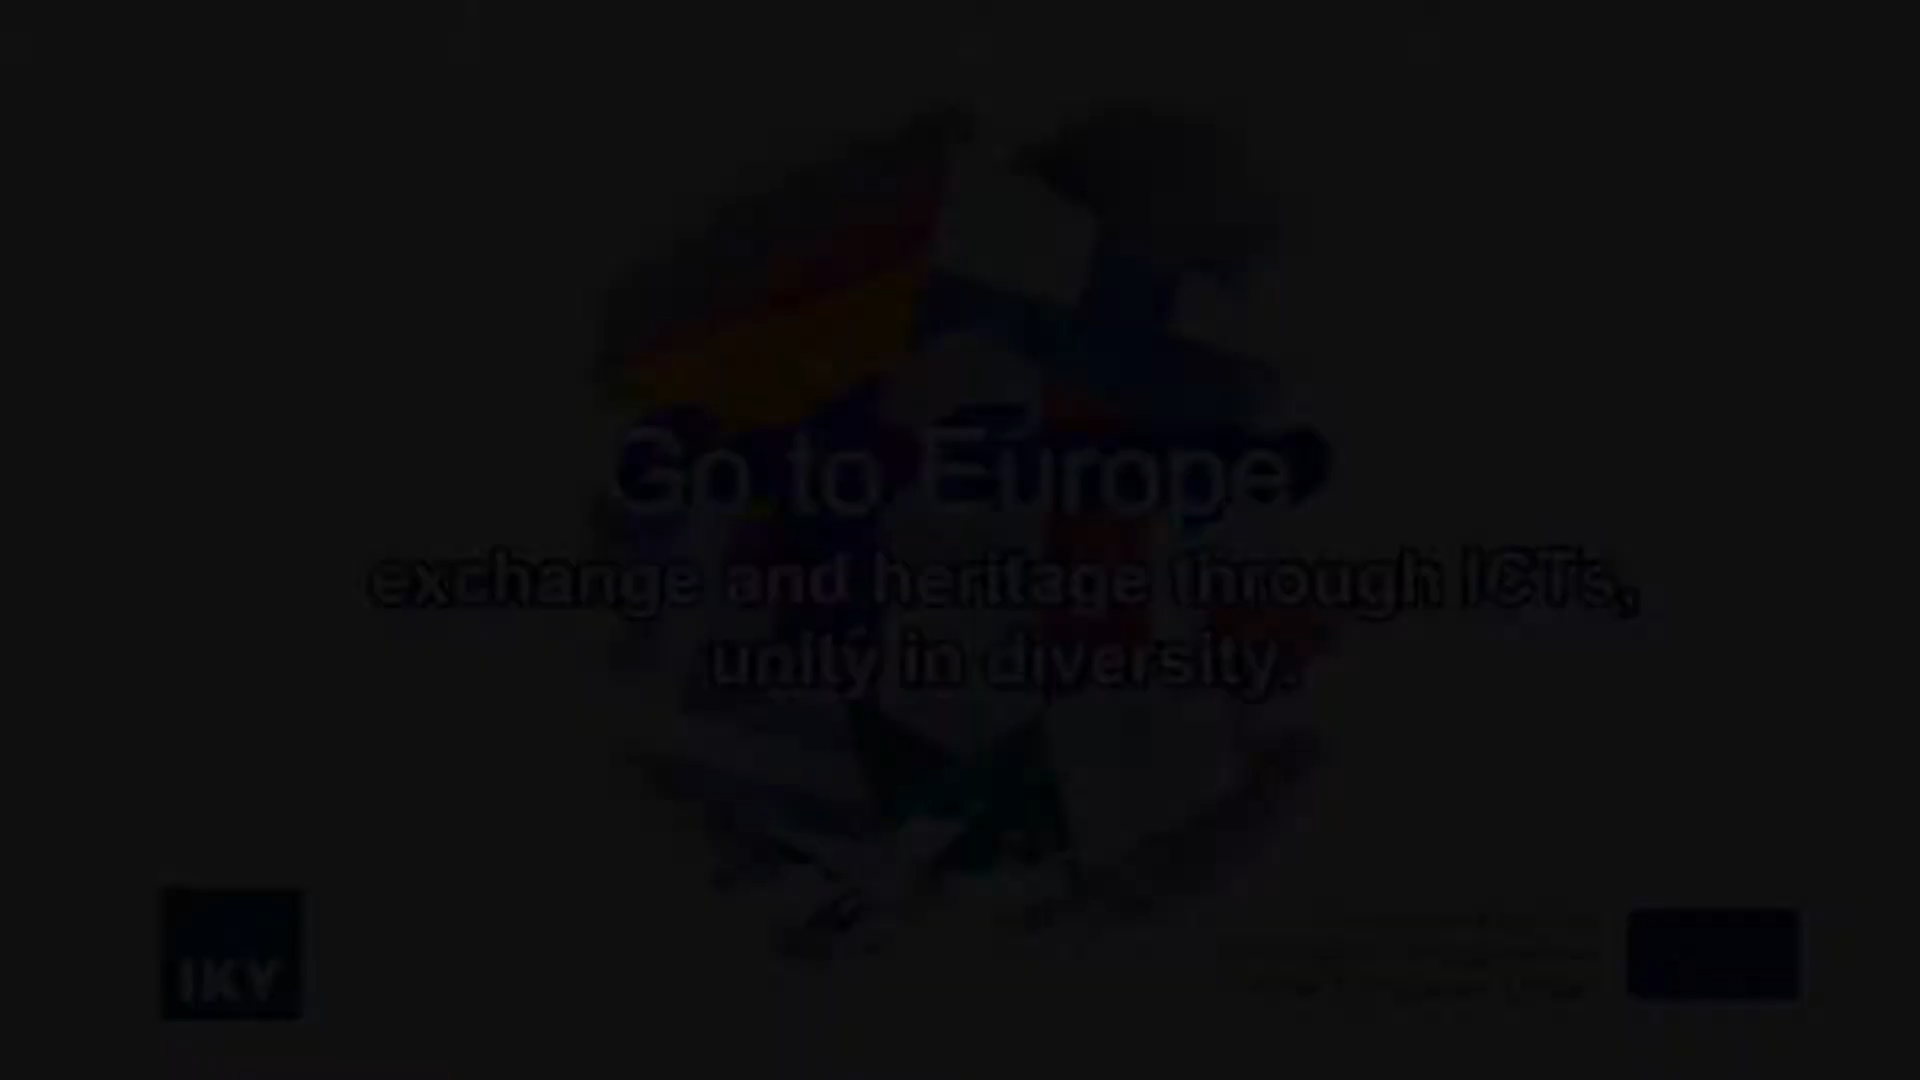 Go to Europe
exchange and heritage through ICTs,
unity in diversity.
IKY